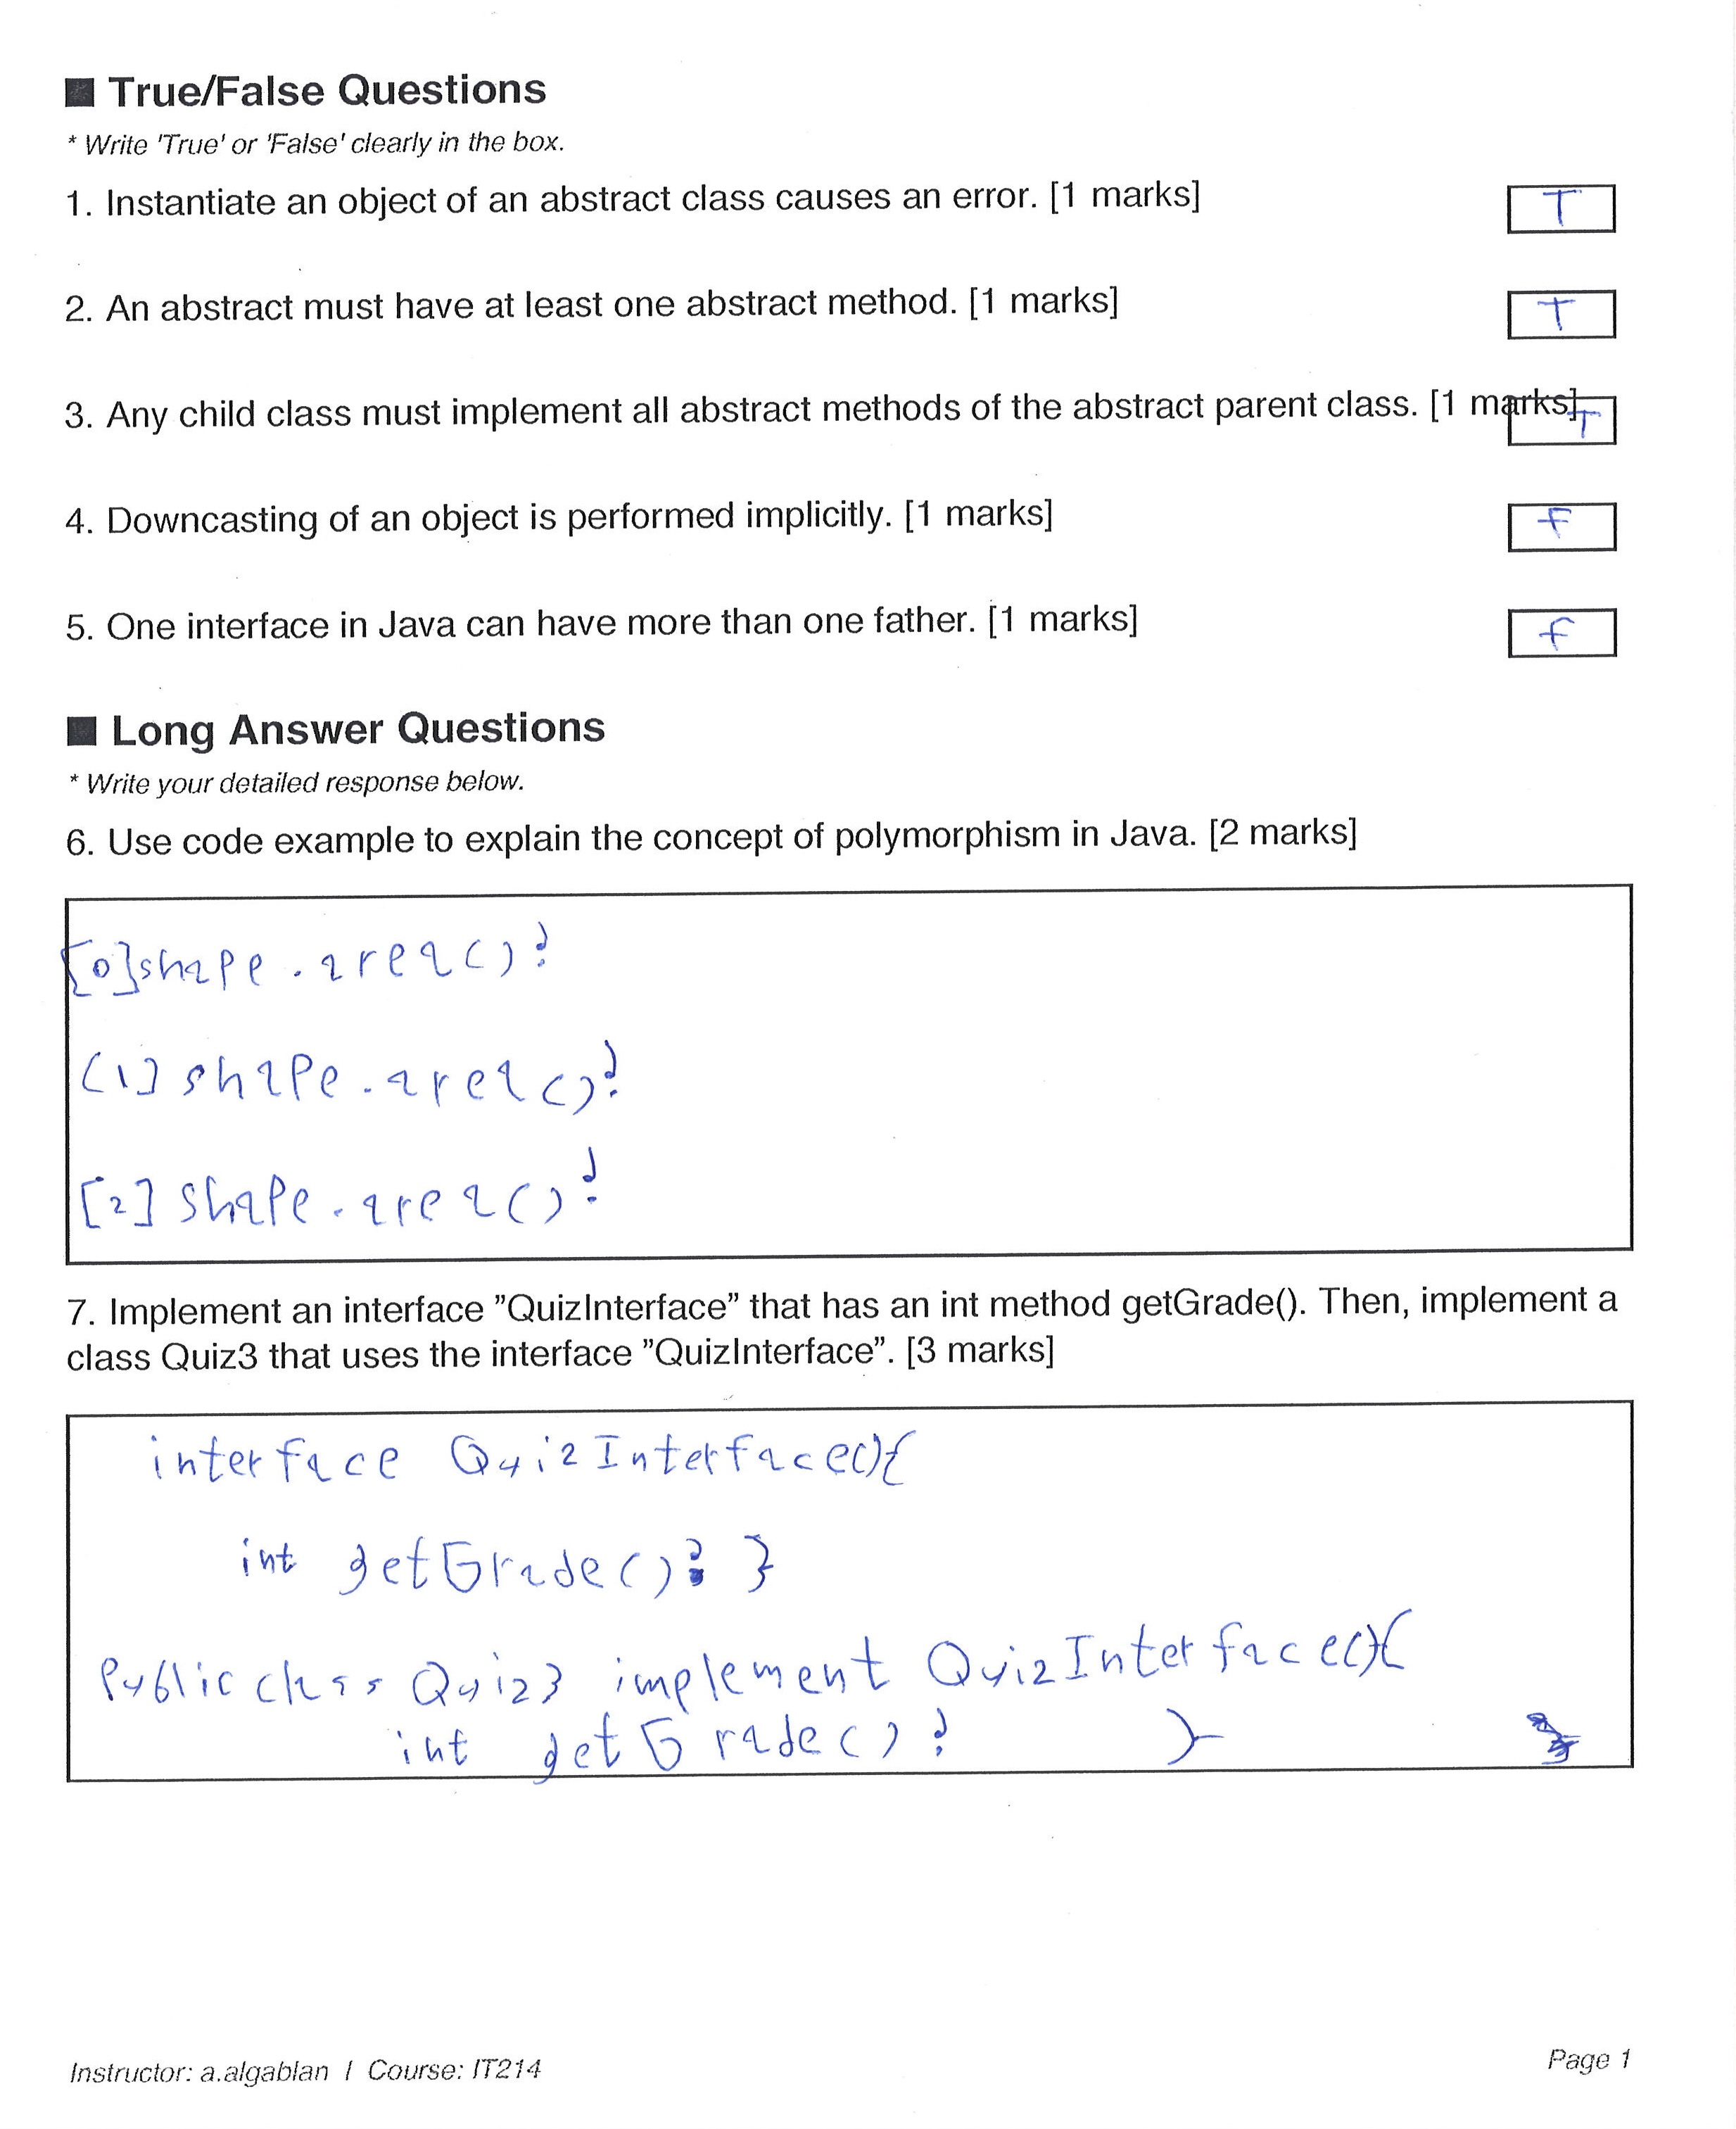 ■ True/False Questions
* Write 'True' or 'False' clearly in the box.
1. Instantiate an object of an abstract class causes an error. [1 marks] T
2. An abstract must have at least one abstract method. [1 marks] T
3. Any child class must implement all abstract methods of the abstract parent class. [1 marks] T
4. Downcasting of an object is performed implicitly. [1 marks] F
5. One interface in Java can have more than one father. [1 marks] F
■ Long Answer Questions
* Write your detailed response below.
6. Use code example to explain the concept of polymorphism in Java. [2 marks]
[0]shape.area();
[1] shape.area();
[2] shape.area();
7. Implement an interface ”QuizInterface” that has an int method getGrade(). Then, implement a
class Quiz3 that uses the interface ”QuizInterface”. [3 marks]
interface QuizInterface(){
int getGrade(); }
Public class Quiz3 implement QuizInterface(){
int getGrade(); }
Instructor: a.algablan / Course: IT214
Page 1